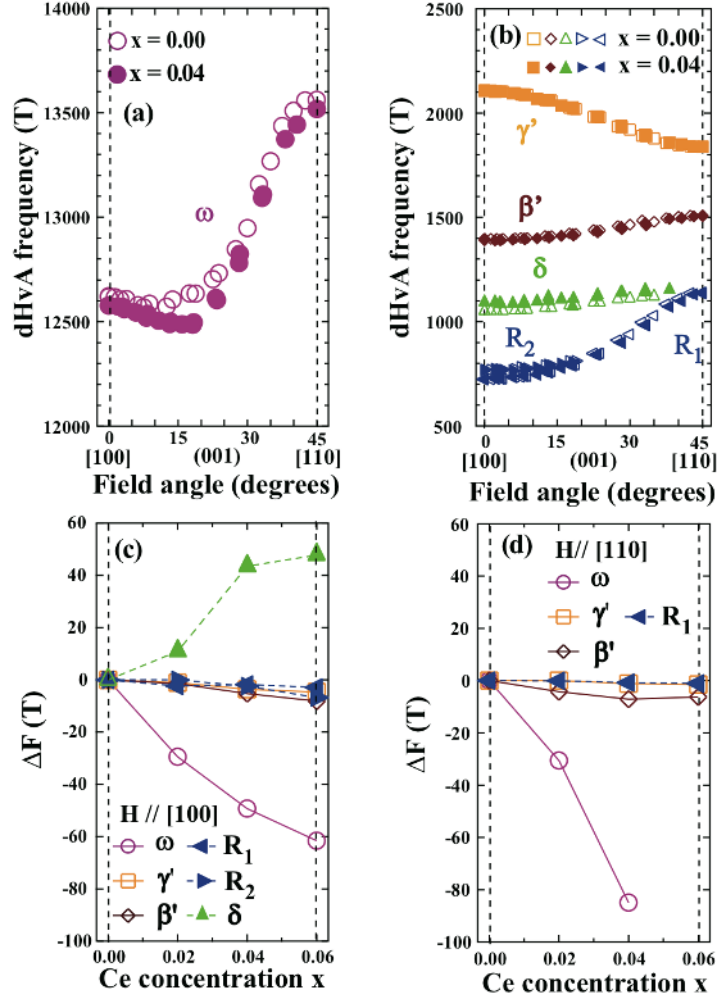 (a)
x = 0.00
x = 0.04
ω
dHvA frequency (T)
14000
13500
13000
12500
12000
0 15 30 45
[100] (001) [110]
Field angle (degrees)
(b)
x = 0.00
x = 0.04
γ'
β'
δ
R2
R1
dHvA frequency (T)
2500
2000
1500
1000
500
0 15 30 45
[100] (001) [110]
Field angle (degrees)
(c)
ΔF (T)
60
40
20
0
-20
-40
-60
-80
-100
H // [100]
ω R1
γ' R2
β' δ
0.00 0.02 0.04 0.06
Ce concentration x
(d)
H// [110]
ω
γ' R1
β'
ΔF (T)
60
40
20
0
-20
-40
-60
-80
-100
0.00 0.02 0.04 0.06
Ce concentration x